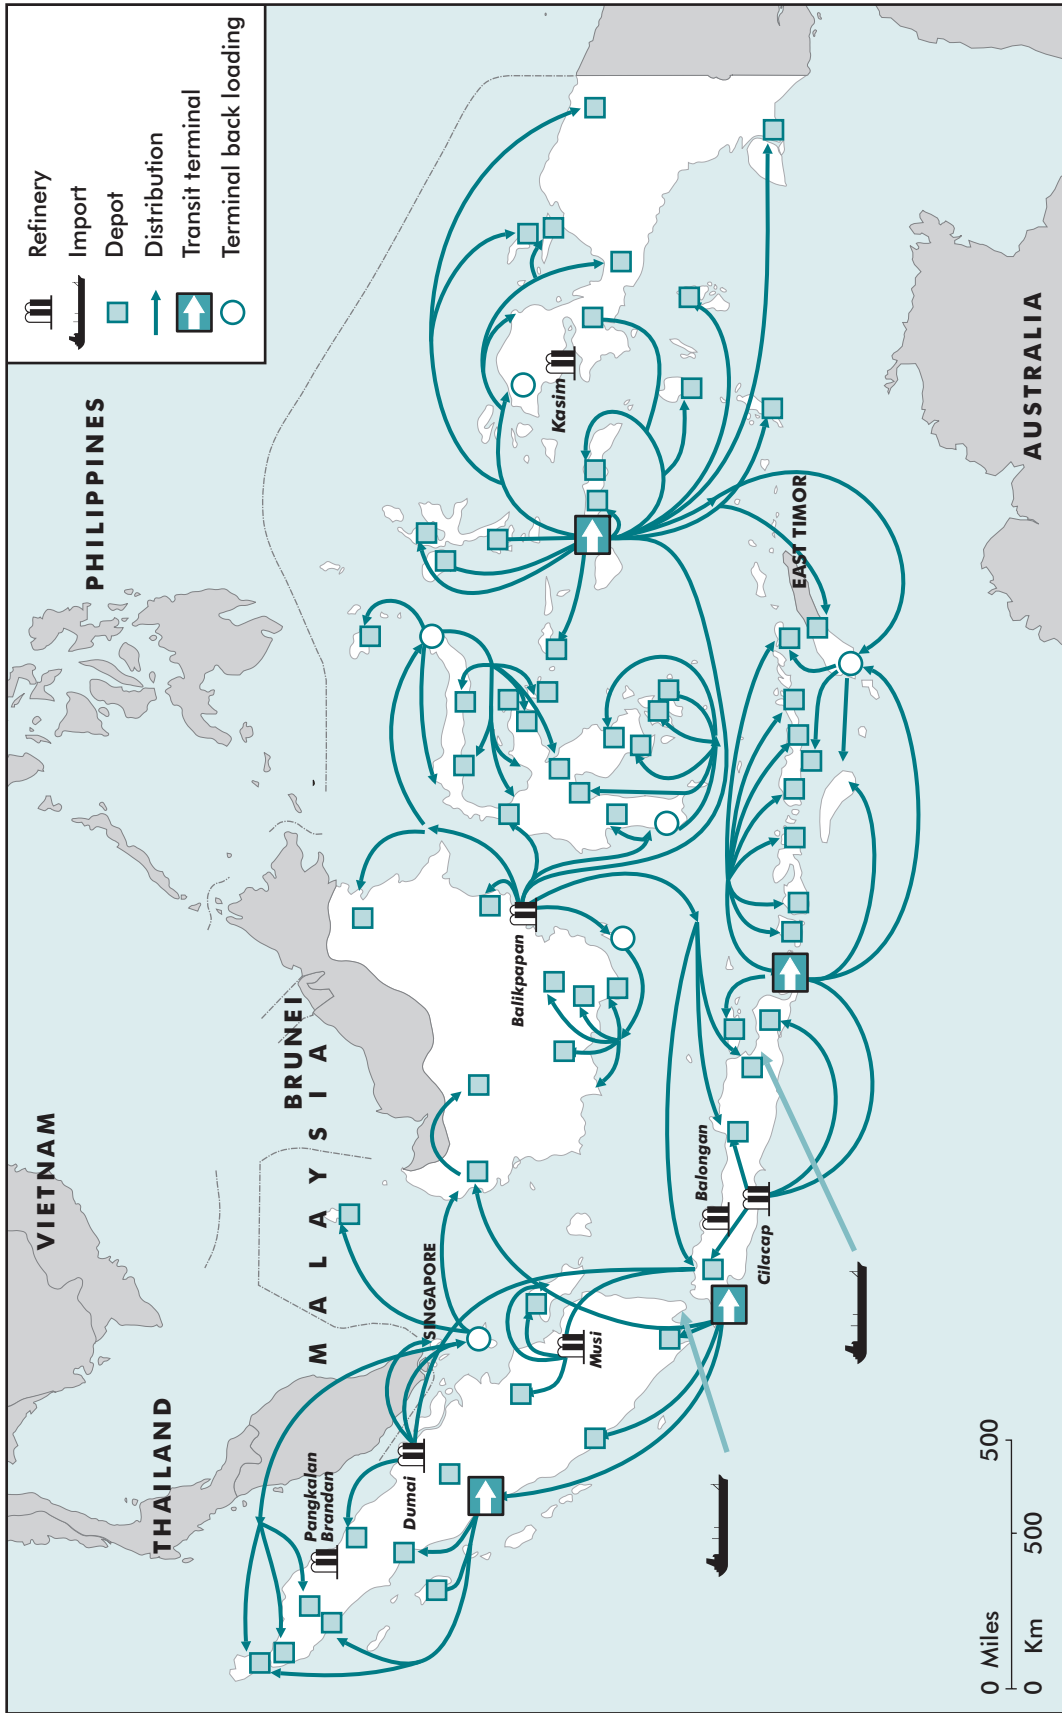 Refinery
Import
Depot
Distribution
Transit terminal
Terminal back loading
PHILIPPINES
VIETNAM
THAILAND
BRUNEI
MALAYSIA
SINGAPORE
EAST TIMOR
AUSTRALIA
Pangkalan
Brandan
Dumai
Musi
Balikpapan
Kasim
Balongan
Cilacap
0 Miles 500
0 Km 500